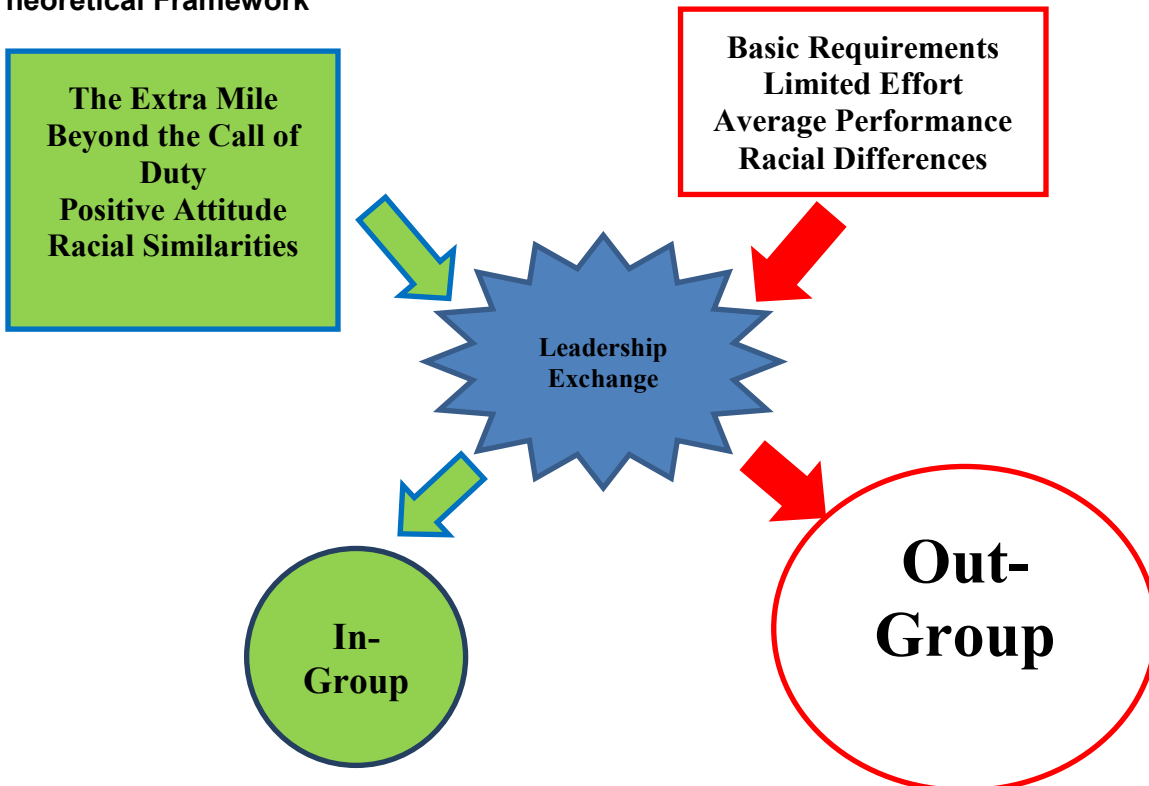 heoretical Framework
The Extra Mile
Beyond the Call of
Duty
Positive Attitude
Racial Similarities
Basic Requirements
Limited Effort
Average Performance
Racial Differences
Leadership
Exchange
In-
Group
Out-
Group